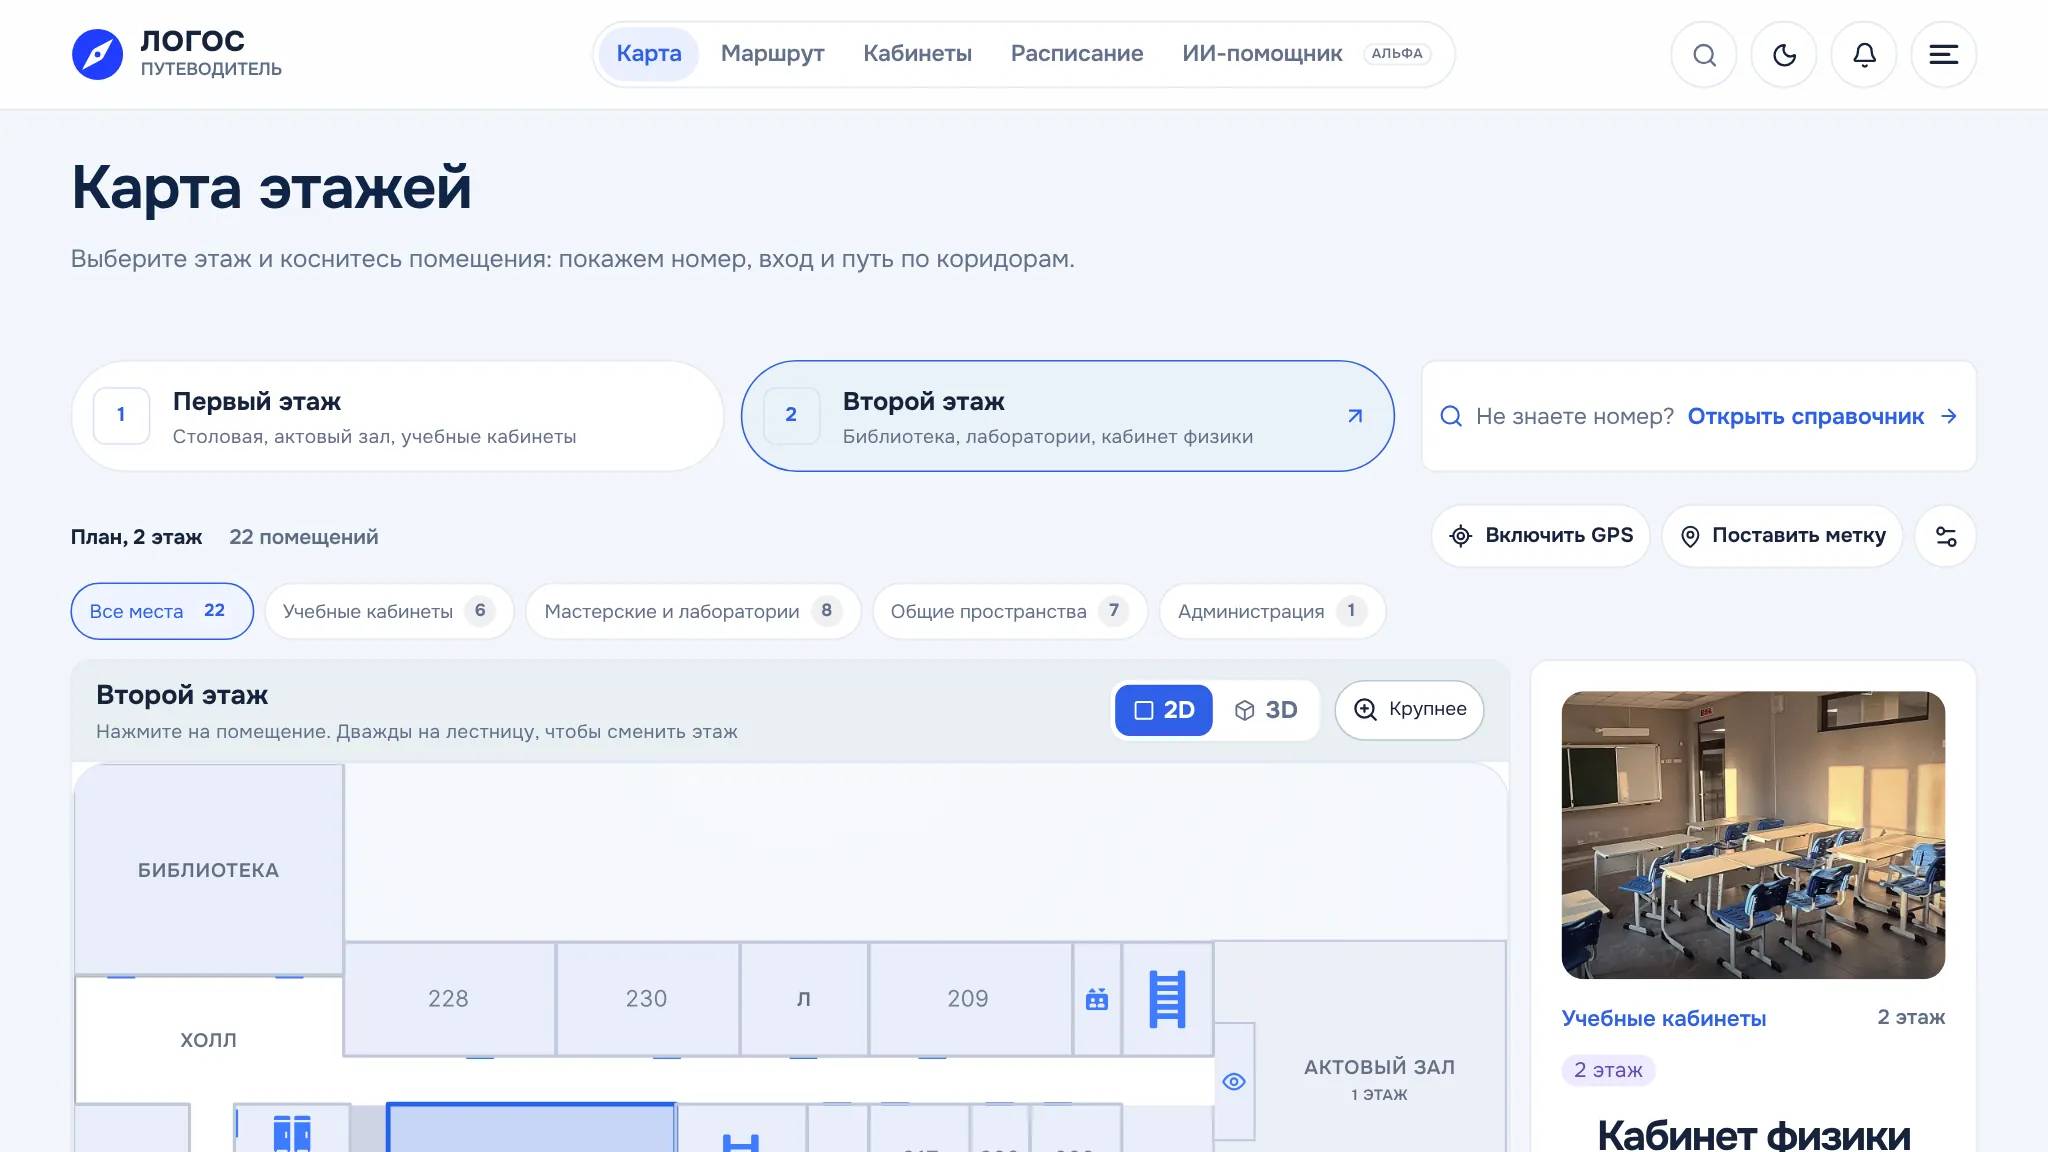 ЛОГОС
ПУТЕВОДИТЕЛЬ
Карта
Маршрут
Кабинеты
Расписание
ИИ-помощник
АЛЬФА
Карта этажей
Выберите этаж и коснитесь помещения: покажем номер, вход и путь по коридорам.
1
Первый этаж
Столовая, актовый зал, учебные кабинеты
2
Второй этаж
Библиотека, лаборатории, кабинет физики
Не знаете номер? Открыть справочник
План, 2 этаж 22 помещений
Включить GPS
Поставить метку
Все места 22
Учебные кабинеты 6
Мастерские и лаборатории 8
Общие пространства 7
Администрация 1
Второй этаж
Нажмите на помещение. Дважды на лестницу, чтобы сменить этаж
2D
3D
Крупнее
БИБЛИОТЕКА
228
230
Л
209
ХОЛЛ
АКТОВЫЙ ЗАЛ
1 ЭТАЖ
Учебные кабинеты
2 этаж
2 этаж
Кабинет физики